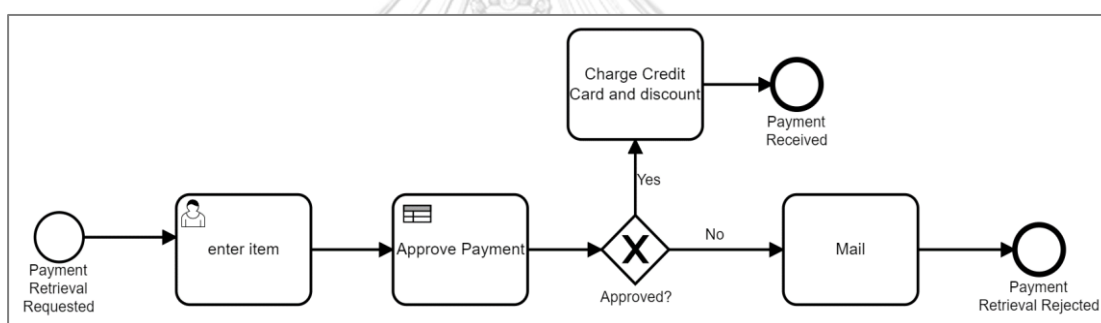 Charge Credit
Card and discount
Payment
Received
Yes
Payment
Retrieval
Requested
enter item
Approve Payment
Approved?
No
Mail
Payment
Retrieval Rejected